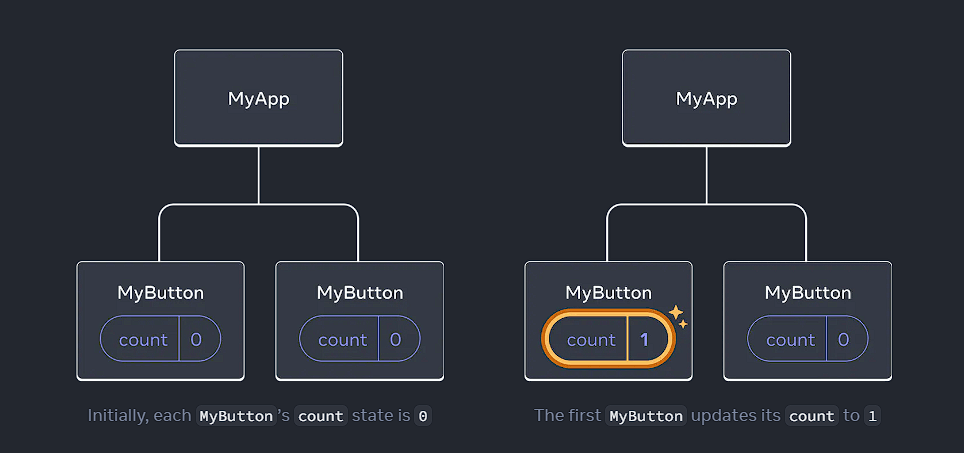 MyApp
MyButton
count 0
MyButton
count 0
Initially, each MyButton's count state is 0
MyApp
MyButton
count 1
MyButton
count 0
The first MyButton updates its count to 1